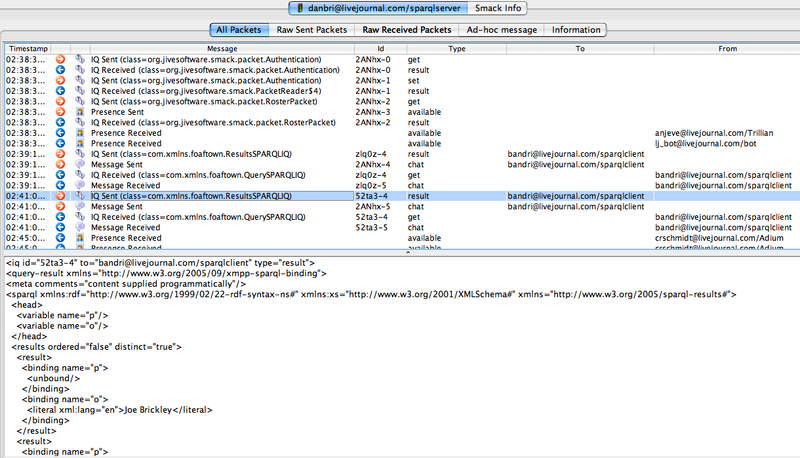 danbri@livejournal.com/sparqlserver Smack Info
All Packets Raw Sent Packets Raw Received Packets Ad-hoc message Information
Timestamp Message Id Type To From
02:38:3... IQ Sent (class=org.jivesoftware.smack.packet.Authentication) 2ANhx-0 get
02:38:3... IQ Received (class=org.jivesoftware.smack.packet.Authentication) 2ANhx-0 result
02:38:3... IQ Sent (class=org.jivesoftware.smack.packet.Authentication) 2ANhx-1 set
02:38:3... IQ Received (class=org.jivesoftware.smack.PacketReader$4) 2ANhx-1 result
02:38:3... IQ Sent (class=org.jivesoftware.smack.packet.RosterPacket) 2ANhx-2 get
02:38:3... Presence Sent 2ANhx-3 available
02:38:3... IQ Received (class=org.jivesoftware.smack.packet.RosterPacket) 2ANhx-2 result
02:38:3... Presence Received available anjeve@livejournal.com/Trillian
02:38:3... Presence Received available lj_bot@livejournal.com/bot
02:39:1... IQ Sent (class=com.xmlns.foaftown.ResultsSPARQLIQ) zlq0z-4 result bandri@livejournal.com/sparqlclient
02:39:1... Message Sent 2ANhx-4 chat bandri@livejournal.com/sparqlclient
02:39:1... IQ Received (class=com.xmlns.foaftown.QuerySPARQLIQ) zlq0z-4 get bandri@livejournal.com/sparqlclient
02:39:1... Message Received zlq0z-5 chat bandri@livejournal.com/sparqlclient
02:41:0... IQ Sent (class=com.xmlns.foaftown.ResultsSPARQLIQ) 52ta3-4 result bandri@livejournal.com/sparqlclient
02:41:0... Message Sent 2ANhx-5 chat bandri@livejournal.com/sparqlclient
02:41:0... IQ Received (class=com.xmlns.foaftown.QuerySPARQLIQ) 52ta3-4 get bandri@livejournal.com/sparqlclient
02:41:0... Message Received 52ta3-5 chat bandri@livejournal.com/sparqlclient
02:45:0... Presence Received available crschmidt@livejournal.com/Adium
02:45:0... Presence Received available crschmidt@livejournal.com/Adium
<iq id="52ta3-4" to="bandri@livejournal.com/sparqlclient" type="result">
<query-result xmlns="http://www.w3.org/2005/09/xmpp-sparql-binding">
<meta comments="content supplied programmatically"/>
<sparql xmlns:rdf="http://www.w3.org/1999/02/22-rdf-syntax-ns#" xmlns:xs="http://www.w3.org/2001/XMLSchema#" xmlns="http://www.w3.org/2005/sparql-results#">
<head>
<variable name="p"/>
<variable name="o"/>
</head>
<results ordered="false" distinct="true">
<result>
<binding name="p">
<unbound/>
</binding>
<binding name="o">
<literal xml:lang="en">Joe Brickley</literal>
</binding>
</result>
<result>
<binding name="p">